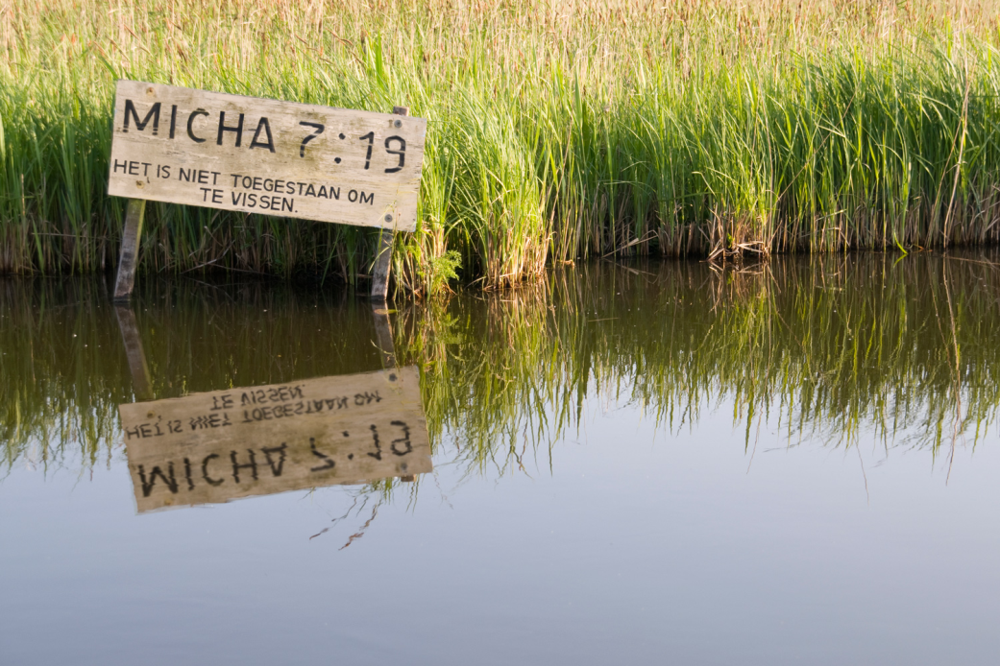 MICHA 7:19
HET IS NIET TOEGESTAAN OM
TE VISSEN.